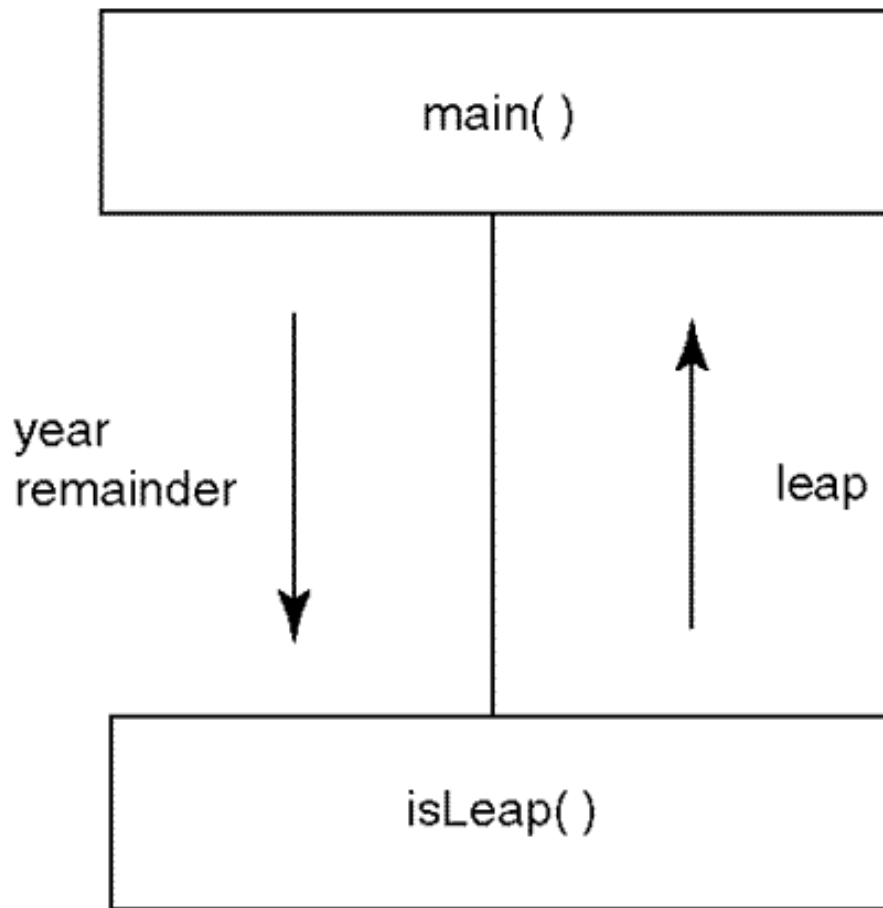 main( )
year
remainder
leap
isLeap( )